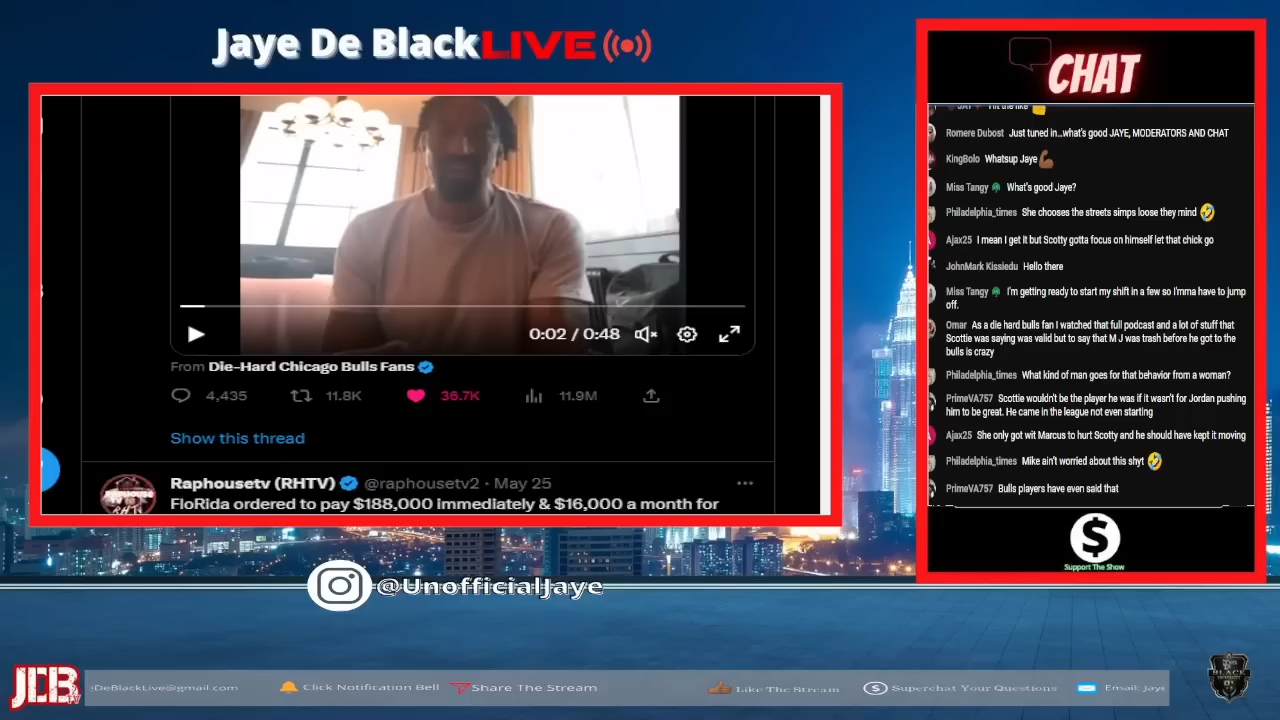 Jaye De Black LIVE
0:02 / 0:48
From Die-Hard Chicago Bulls Fans
4,435 11.8K 36.7K 11.9M
Show this thread
Raphousetv (RHTV) @raphousetv2 · May 25 ...
FloRida ordered to pay $188,000 immediately & $16,000 a month for
CHAT
Romere Dubost Just tuned in...what's good JAYE, MODERATORS AND CHAT
KingBolo Whatsup Jaye
Miss Tangy What's good Jaye?
Philadelphia_times She chooses the streets simps loose they mind
Ajax25 I mean I get it but Scotty gotta focus on himself let that chick go
JohnMark Kissiedu Hello there
Miss Tangy I'm getting ready to start my shift in a few so I'mma have to jump
off.
Omar As a die hard bulls fan I watched that full podcast and a lot of stuff that
Scottie was saying was valid but to say that M J was trash before he got to the
bulls is crazy
Philadelphia_times What kind of man goes for that behavior from a woman?
PrimeVA757 Scottie wouldn't be the player he was if it wasn't for Jordan pushing
him to be great. He came in the league not even starting
Ajax25 She only got wit Marcus to hurt Scotty and he should have kept it moving
Philadelphia_times Mike ain't worried about this shyt
PrimeVA757 Bulls players have even said that
$
Support The Show
@UnofficialJaye
JDB TV
DeBlackLive@gmail.com Click Notification Bell Share The Stream Like The Stream $ Superchat Your Questions Email: Jaye
BLACK